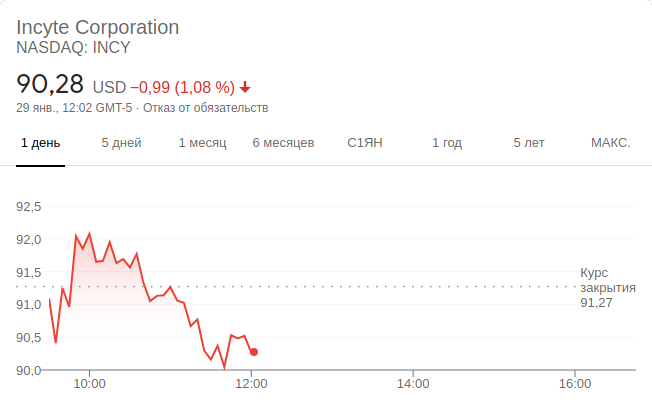 Incyte Corporation
NASDAQ: INCY
90,28 USD −0,99 (1,08 %)
29 янв., 12:02 GMT-5 · Отказ от обязательств
1 день 5 дней 1 месяц 6 месяцев С1ЯН 1 год 5 лет МАКС.
92,5
92,0
91,5
91,0
90,5
90,0
Курс
закрытия
91,27
10:00 12:00 14:00 16:00